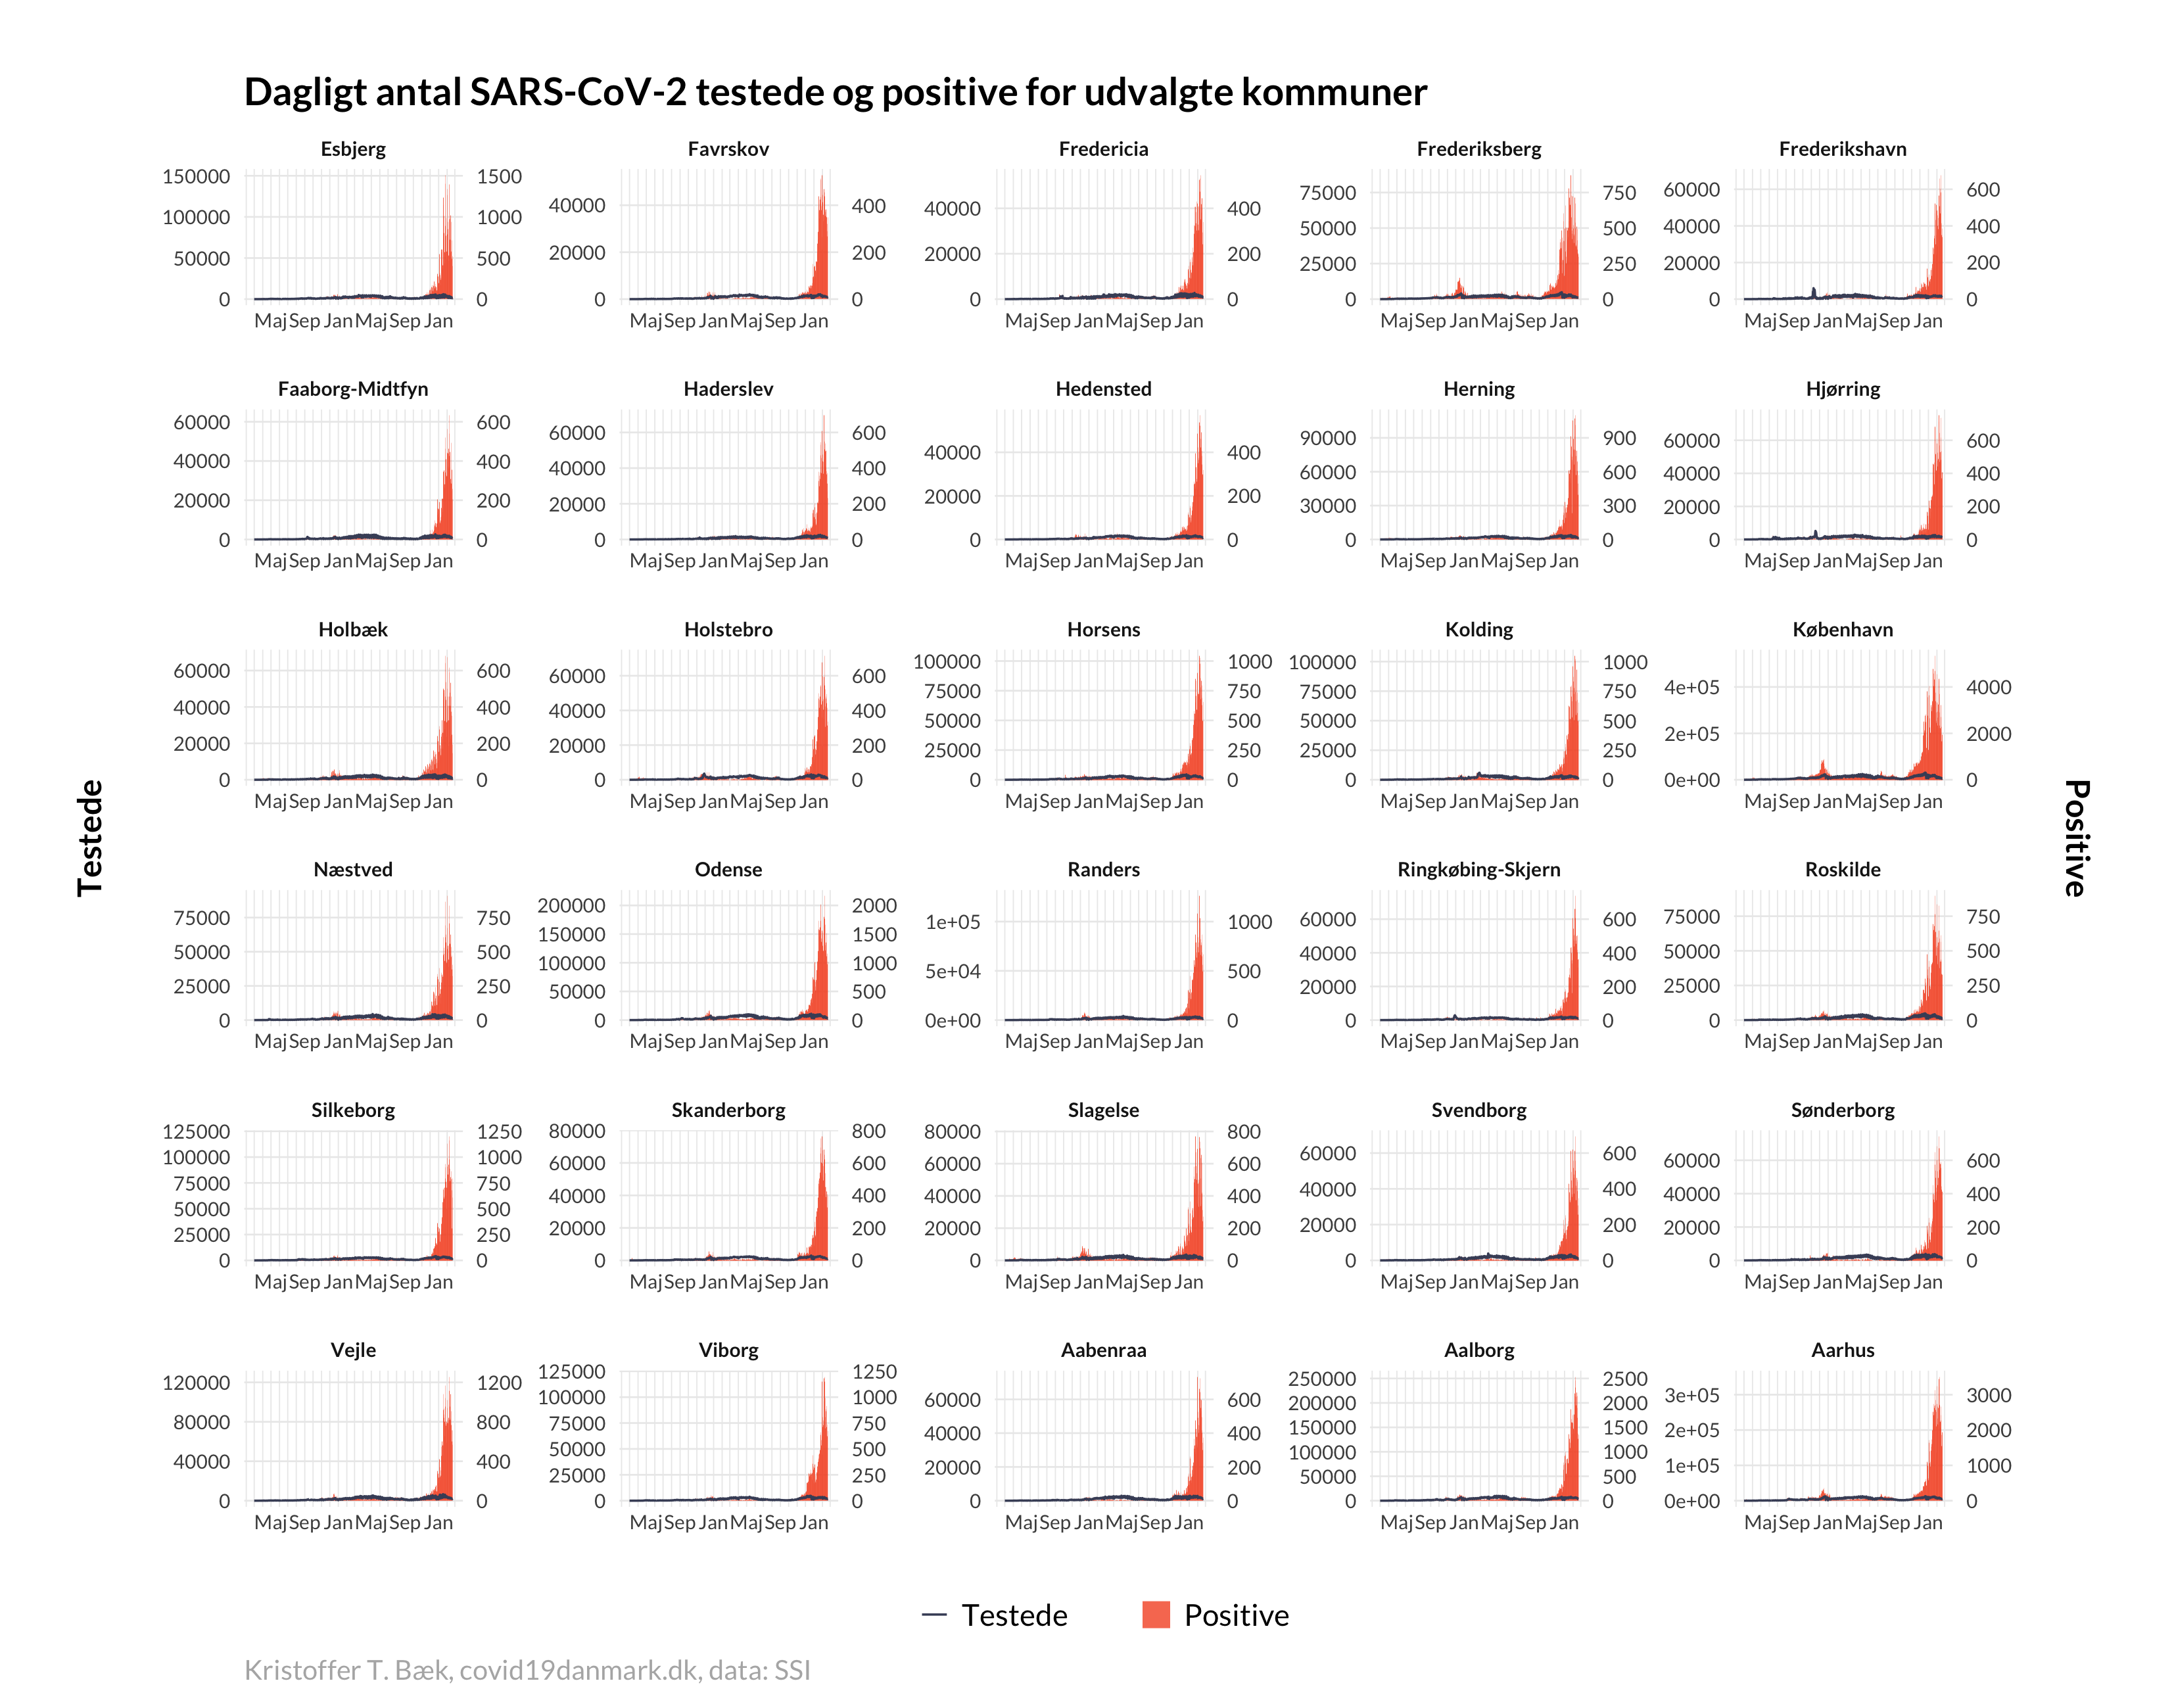 Dagligt antal SARS-CoV-2 testede og positive for udvalgte kommuner
Esbjerg Favrskov Fredericia Frederiksberg Frederikshavn
150000 1500 40000 400 40000 400 75000 750 60000 600
100000 1000 20000 200 20000 200 50000 500 40000 400
50000 500 0 0 0 0 25000 250 20000 200
0 0 0 0 0 0
Maj Sep Jan Maj Sep Jan Maj Sep Jan Maj Sep Jan Maj Sep Jan Maj Sep Jan Maj Sep Jan Maj Sep Jan Maj Sep Jan Maj Sep Jan
Faaborg-Midtfyn Haderslev Hedensted Herning Hjørring
60000 600 60000 600 40000 400 90000 900 60000 600
40000 400 40000 400 20000 200 60000 600 40000 400
20000 200 20000 200 0 0 30000 300 20000 200
0 0 0 0 0 0 0 0
Maj Sep Jan Maj Sep Jan Maj Sep Jan Maj Sep Jan Maj Sep Jan Maj Sep Jan Maj Sep Jan Maj Sep Jan Maj Sep Jan Maj Sep Jan
Holbæk Holstebro Horsens Kolding København
60000 600 60000 600 100000 1000 100000 1000 4e+05 4000
40000 400 40000 400 75000 750 75000 750 2e+05 2000
20000 200 20000 200 50000 500 50000 500 0e+00 0
0 0 0 0 25000 250 25000 250
0 0 0 0
Maj Sep Jan Maj Sep Jan Maj Sep Jan Maj Sep Jan Maj Sep Jan Maj Sep Jan Maj Sep Jan Maj Sep Jan Maj Sep Jan Maj Sep Jan
Testede
Positive
Næstved Odense Randers Ringkøbing-Skjern Roskilde
75000 750 200000 2000 1e+05 1000 60000 600 75000 750
50000 500 150000 1500 5e+04 500 40000 400 50000 500
25000 250 100000 1000 0e+00 0 20000 200 25000 250
0 0 50000 500 0 0 0 0
0 0
Maj Sep Jan Maj Sep Jan Maj Sep Jan Maj Sep Jan Maj Sep Jan Maj Sep Jan Maj Sep Jan Maj Sep Jan Maj Sep Jan Maj Sep Jan
Silkeborg Skanderborg Slagelse Svendborg Sønderborg
125000 1250 80000 800 80000 800 60000 600 60000 600
100000 1000 60000 600 60000 600 40000 400 40000 400
75000 750 40000 400 40000 400 20000 200 20000 200
50000 500 20000 200 20000 200 0 0 0 0
25000 250 0 0 0 0
0 0
Maj Sep Jan Maj Sep Jan Maj Sep Jan Maj Sep Jan Maj Sep Jan Maj Sep Jan Maj Sep Jan Maj Sep Jan Maj Sep Jan Maj Sep Jan
Vejle Viborg Aabenraa Aalborg Aarhus
120000 1200 125000 1250 60000 600 250000 2500 3e+05 3000
80000 800 100000 1000 40000 400 200000 2000 2e+05 2000
40000 400 75000 750 20000 200 150000 1500 1e+05 1000
0 0 50000 500 0 0 100000 1000 0e+00 0
25000 250 50000 500
0 0 0 0
Maj Sep Jan Maj Sep Jan Maj Sep Jan Maj Sep Jan Maj Sep Jan Maj Sep Jan Maj Sep Jan Maj Sep Jan Maj Sep Jan Maj Sep Jan
Testede Positive
Kristoffer T. Bæk, covid19danmark.dk, data: SSI